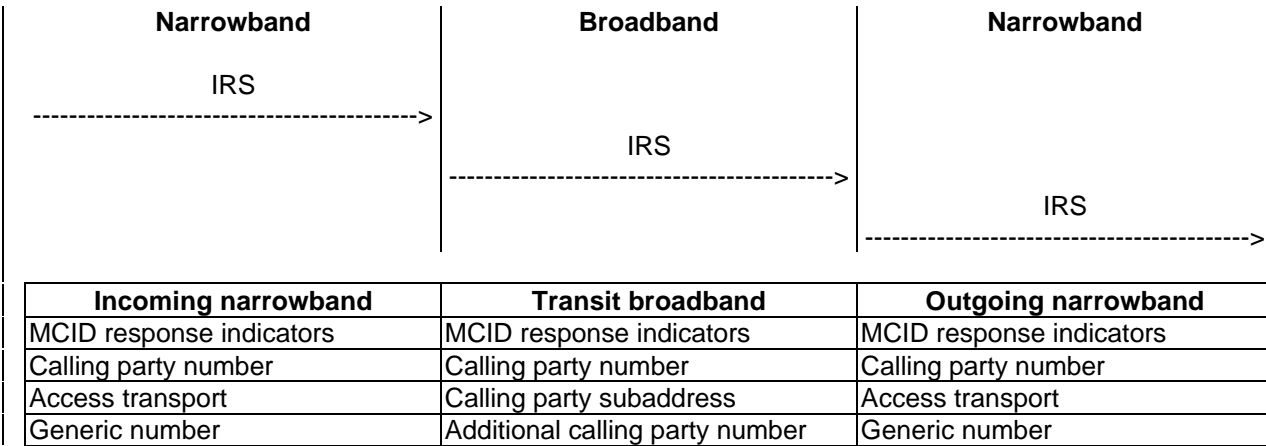 Narrowband Broadband Narrowband
IRS
------------------------------------------>
IRS
------------------------------------------>
IRS
------------------------------------------>
Incoming narrowband Transit broadband Outgoing narrowband
MCID response indicators MCID response indicators MCID response indicators
Calling party number Calling party number Calling party number
Access transport Calling party subaddress Access transport
Generic number Additional calling party number Generic number